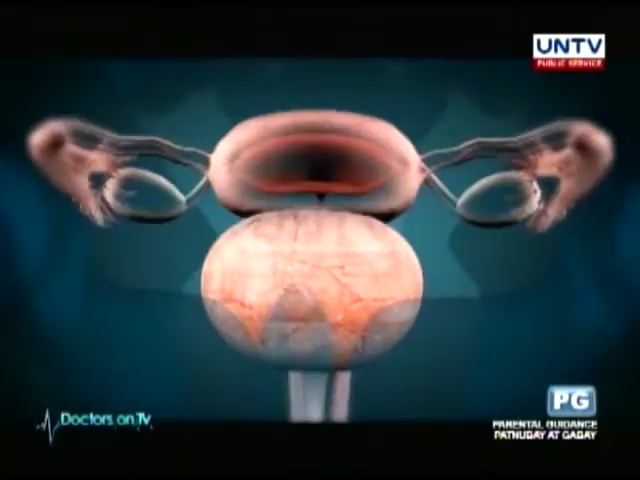 UNTV
PUBLIC SERVICE
Doctors on Tv
PG
PARENTAL GUIDANCE
PATNUBAY AT GABAY